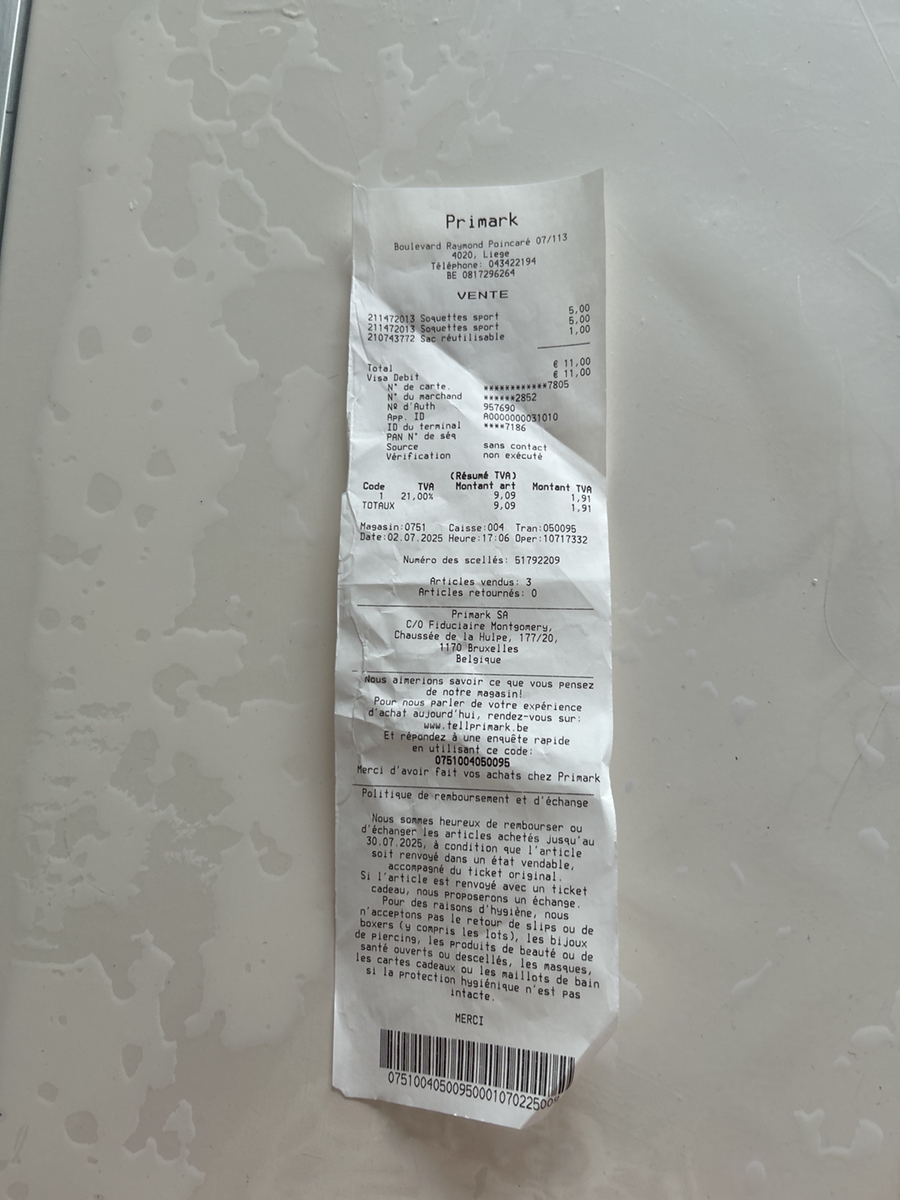 Primark
Boulevard Raymond Poincaré 07/113
4020, Liege
Téléphone: 043422194
BE 0817296264
VENTE
211472013 Soquettes sport 5,00
211472013 Soquettes sport 5,00
210743772 Sac réutilisable 1,00
Total € 11,00
Visa Debit € 11,00
N° de carte. ************7805
N° du marchand ******2852
Nº d'Auth 957690
App. ID A0000000031010
ID du terminal ****7186
PAN N° de séq
Source sans contact
Vérification non exécuté
(Résumé TVA)
Code TVA Montant art Montant TVA
1 21,00% 9,09 1,91
TOTAUX 9,09 1,91
Magasin:0751 Caisse:004 Tran:050095
Date:02.07.2025 Heure:17:06 Oper:10717332
Numéro des scellés: 51792209
Articles vendus: 3
Articles retournés: 0
Primark SA
C/O Fiduciaire Montgomery,
Chaussée de la Hulpe, 177/20,
1170 Bruxelles
Belgique
Nous aimerions savoir ce que vous pensez
de notre magasin!
Pour nous parler de votre expérience
d'achat aujourd'hui, rendez-vous sur:
www.tellprimark.be
Et répondez à une enquête rapide
en utilisant ce code:
0751004050095
Merci d'avoir fait vos achats chez Primark
Politique de remboursement et d'échange
Nous sommes heureux de rembourser ou
d'échanger les articles achetés jusqu'au
30.07.2025, à condition que l'article
soit renvoyé dans un état vendable,
accompagné du ticket original.
Si l'article est renvoyé avec un ticket
cadeau, nous proposerons un échange.
Pour des raisons d'hygiène, nous
n'acceptons pas le retour de slips ou de
boxers (y compris les lots), les bijoux
de piercing, les produits de beauté ou de
santé ouverts ou descellés, les masques,
les cartes cadeaux ou les maillots de bain
si la protection hygiénique n'est pas
intacte.
MERCI